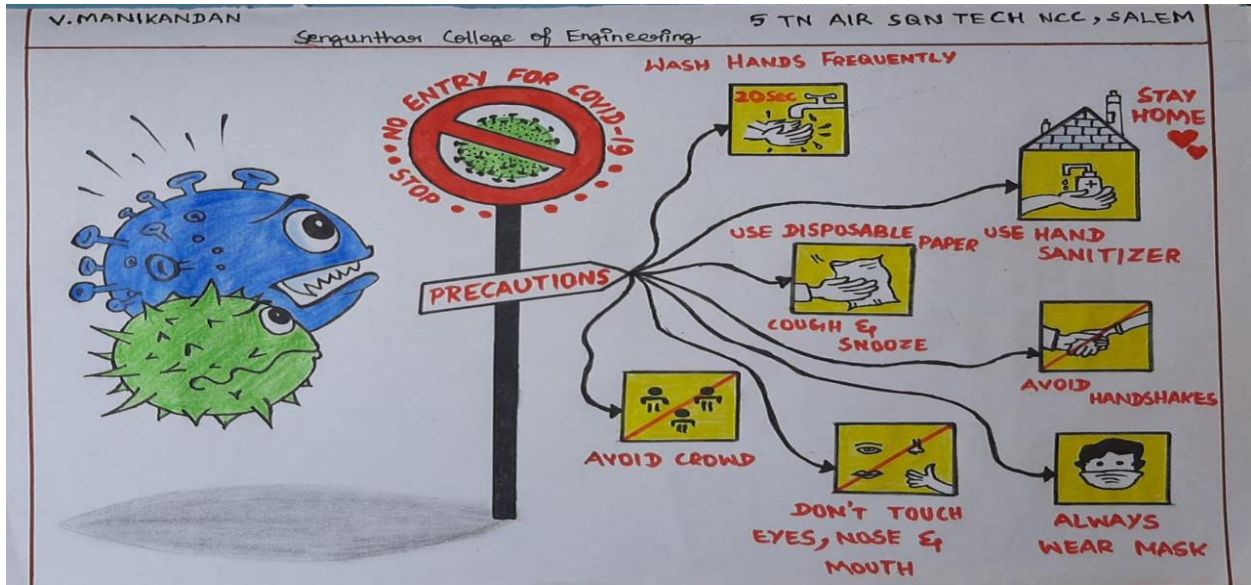 V. MANIKANDAN
5 TN AIR SQN TECH NCC, SALEM
Sengunthar College of Engineering
STOP NO ENTRY FOR COVID-19
PRECAUTIONS
WASH HANDS FREQUENTLY
20 Sec
STAY
HOME
USE HAND
SANITIZER
USE DISPOSABLE PAPER
COUGH &
SNOOZE
AVOID HANDSHAKES
AVOID CROWD
DON'T TOUCH
EYES, NOSE &
MOUTH
ALWAYS
WEAR MASK